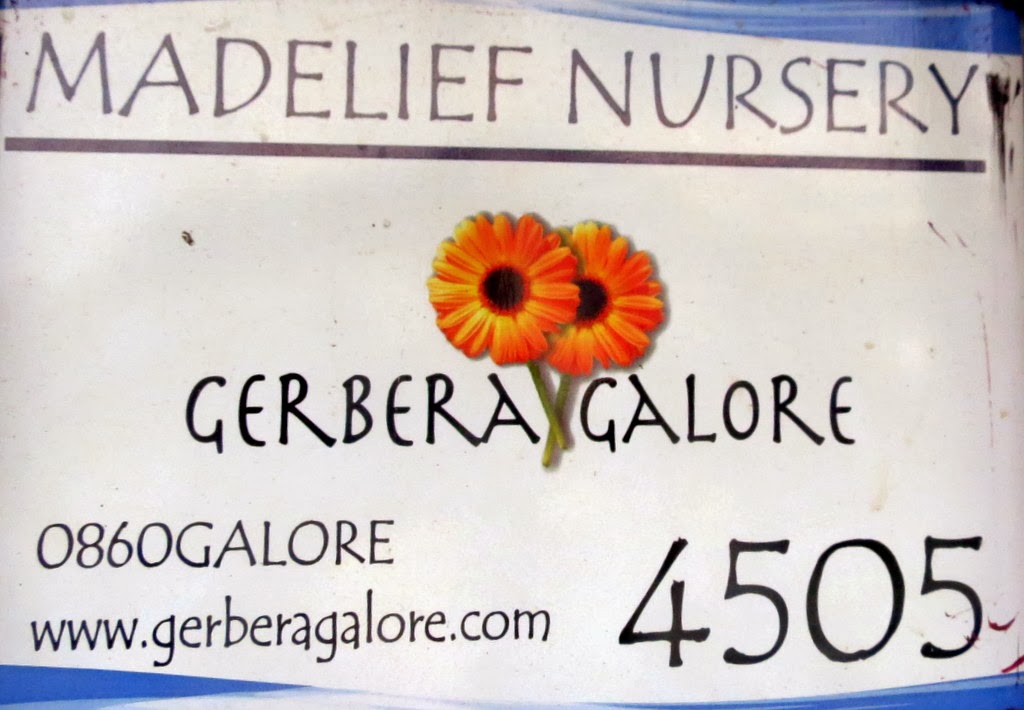 MADELIEF NURSERY
GERBERA GALORE
0860GALORE
www.gerberagalore.com
4505